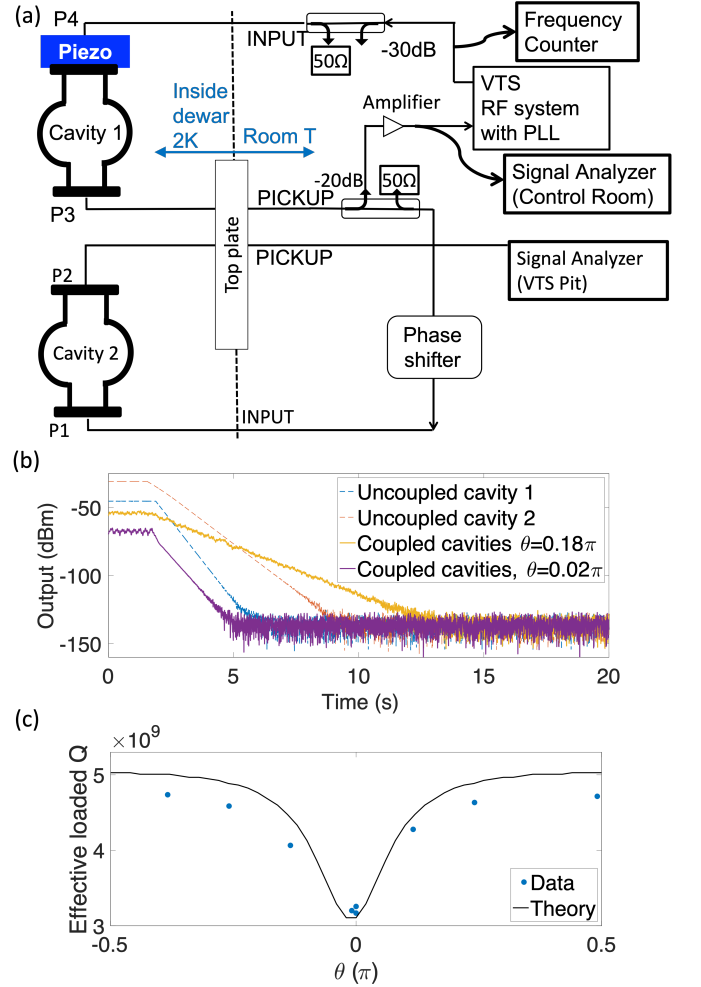 (a)
P4
INPUT
-30dB
50Ω
Frequency
Counter
Piezo
Cavity 1
Inside
dewar
2K
Room T
Amplifier
VTS
RF system
with PLL
-20dB
50Ω
Signal Analyzer
(Control Room)
P3
PICKUP
P2
PICKUP
Top plate
Signal Analyzer
(VTS Pit)
Cavity 2
Phase
shifter
P1
INPUT
(b)
Output (dBm)
-50
-100
-150
Uncoupled cavity 1
Uncoupled cavity 2
Coupled cavities θ=0.18π
Coupled cavities, θ=0.02π
0
5
10
15
20
Time (s)
(c)
×10⁹
Effective loaded Q
5
4
3
Data
Theory
-0.5
0
0.5
θ (π)